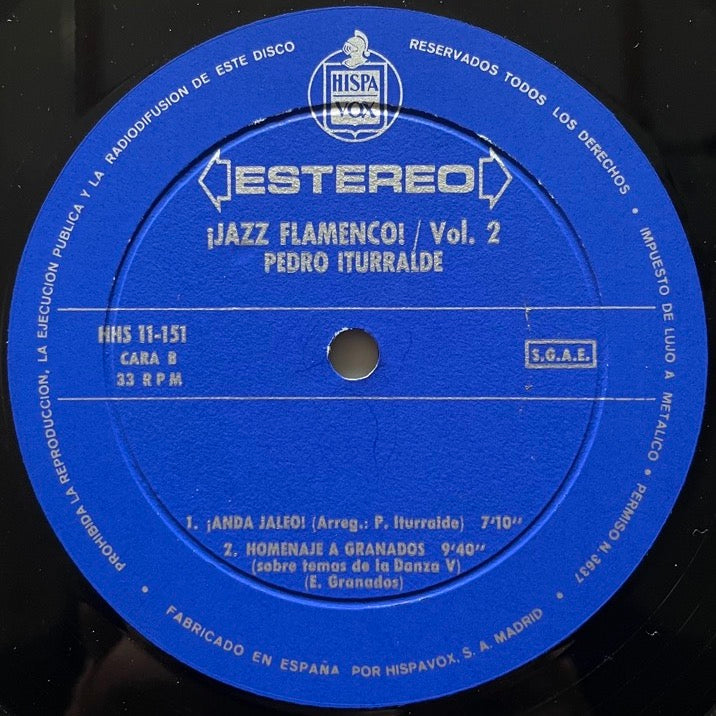 PROHIBIDA LA REPRODUCCION, LA EJECUCION PUBLICA Y LA RADIODIFUSION DE ESTE DISCO
RESERVADOS TODOS LOS DERECHOS • IMPUESTO DE LUJO A METALICO • PERMISO N 3637
HISPA
VOX
ESTEREO
¡JAZZ FLAMENCO! / Vol. 2
PEDRO ITURRALDE
HHS 11-151
CARA B
33 RPM
S.G.A.E.
1. ¡ANDA JALEO! (Arreg.: P. Iturralde) 7'10"
2. HOMENAJE A GRANADOS 9'40"
(sobre temas de la Danza V)
(E. Granados)
• FABRICADO EN ESPAÑA POR HISPAVOX, S. A. MADRID •